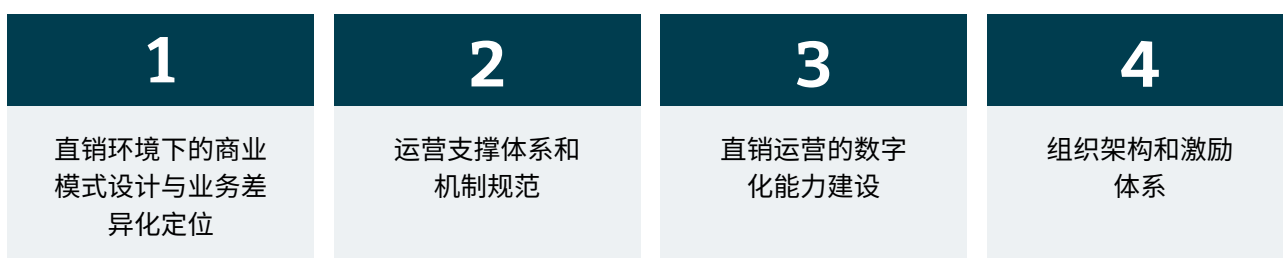 1
直销环境下的商业
模式设计与业务差
异化定位
2
运营支撑体系和
机制规范
3
直销运营的数字
化能力建设
4
组织架构和激励
体系